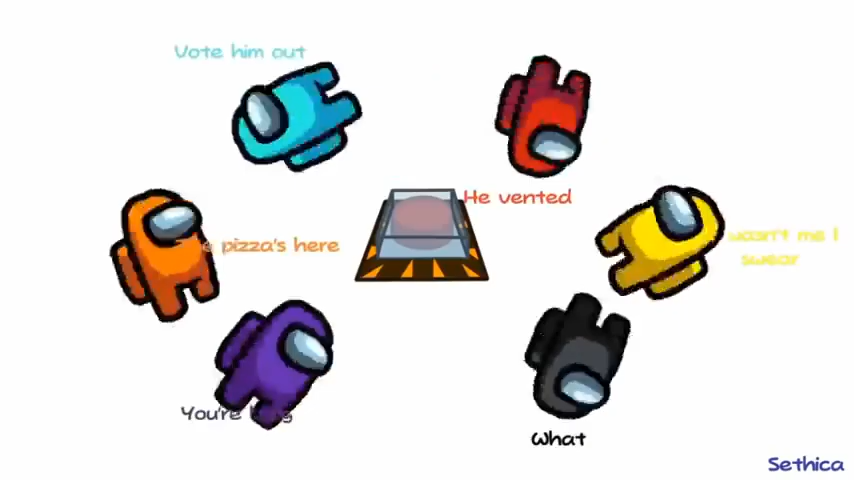 Vote him out
He vented
pizza's here
wasn't me I
swear
You're
What
Sethica